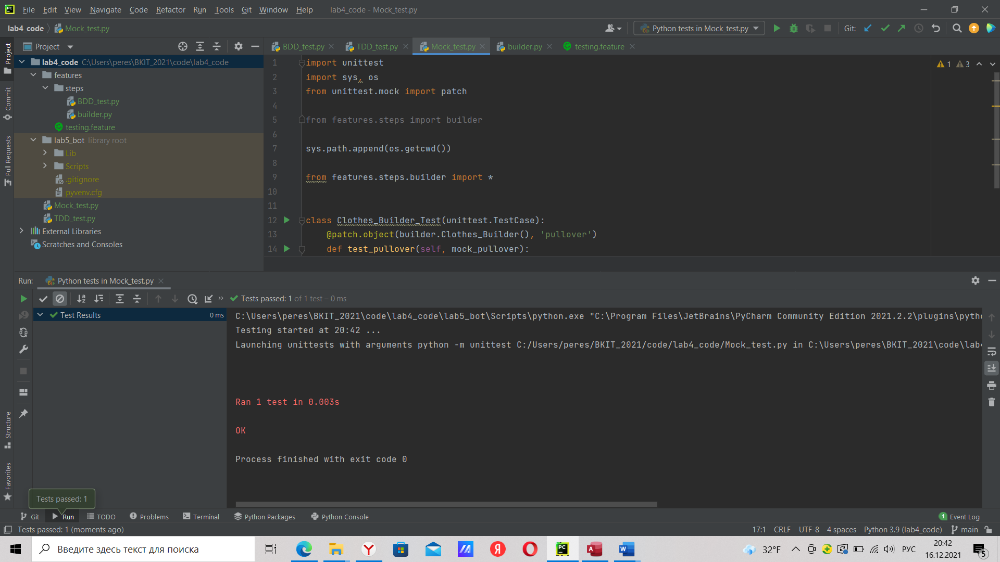 File Edit View Navigate Code Refactor Run Tools Git Window Help lab4_code - Mock_test.py
lab4_code Mock_test.py Python tests in Mock_test.py Git:
Project BDD_test.py TDD_test.py Mock_test.py builder.py testing.feature
Project
Commit
Pull Requests
Structure
Favorites
lab4_code C:\Users\peres\BKIT_2021\code\lab4_code
features
steps
BDD_test.py
builder.py
testing.feature
lab5_bot library root
Lib
Scripts
.gitignore
pyvenv.cfg
Mock_test.py
TDD_test.py
External Libraries
Scratches and Consoles
1 import unittest
2 import sys, os
3 from unittest.mock import patch
4
5 from features.steps import builder
6
7 sys.path.append(os.getcwd())
8
9 from features.steps.builder import *
10
11
12 class Clothes_Builder_Test(unittest.TestCase):
13 @patch.object(builder.Clothes_Builder(), 'pullover')
14 def test_pullover(self, mock_pullover):
1 3
Run: Python tests in Mock_test.py
Tests passed: 1 of 1 test – 0 ms
Test Results 0 ms
C:\Users\peres\BKIT_2021\code\lab4_code\lab5_bot\Scripts\python.exe "C:\Program Files\JetBrains\PyCharm Community Edition 2021.2.2\plugins\pyth
Testing started at 20:42 ...
Launching unittests with arguments python -m unittest C:/Users/peres/BKIT_2021/code/lab4_code/Mock_test.py in C:\Users\peres\BKIT_2021\code\lab4
Ran 1 test in 0.003s
OK
Process finished with exit code 0
Tests passed: 1
Git Run TODO Problems Terminal Python Packages Python Console 1 Event Log
Tests passed: 1 (moments ago) 17:1 CRLF UTF-8 4 spaces Python 3.9 (lab4_code) main
Введите здесь текст для поиска 32°F РУС 20:42
16.12.2021 5